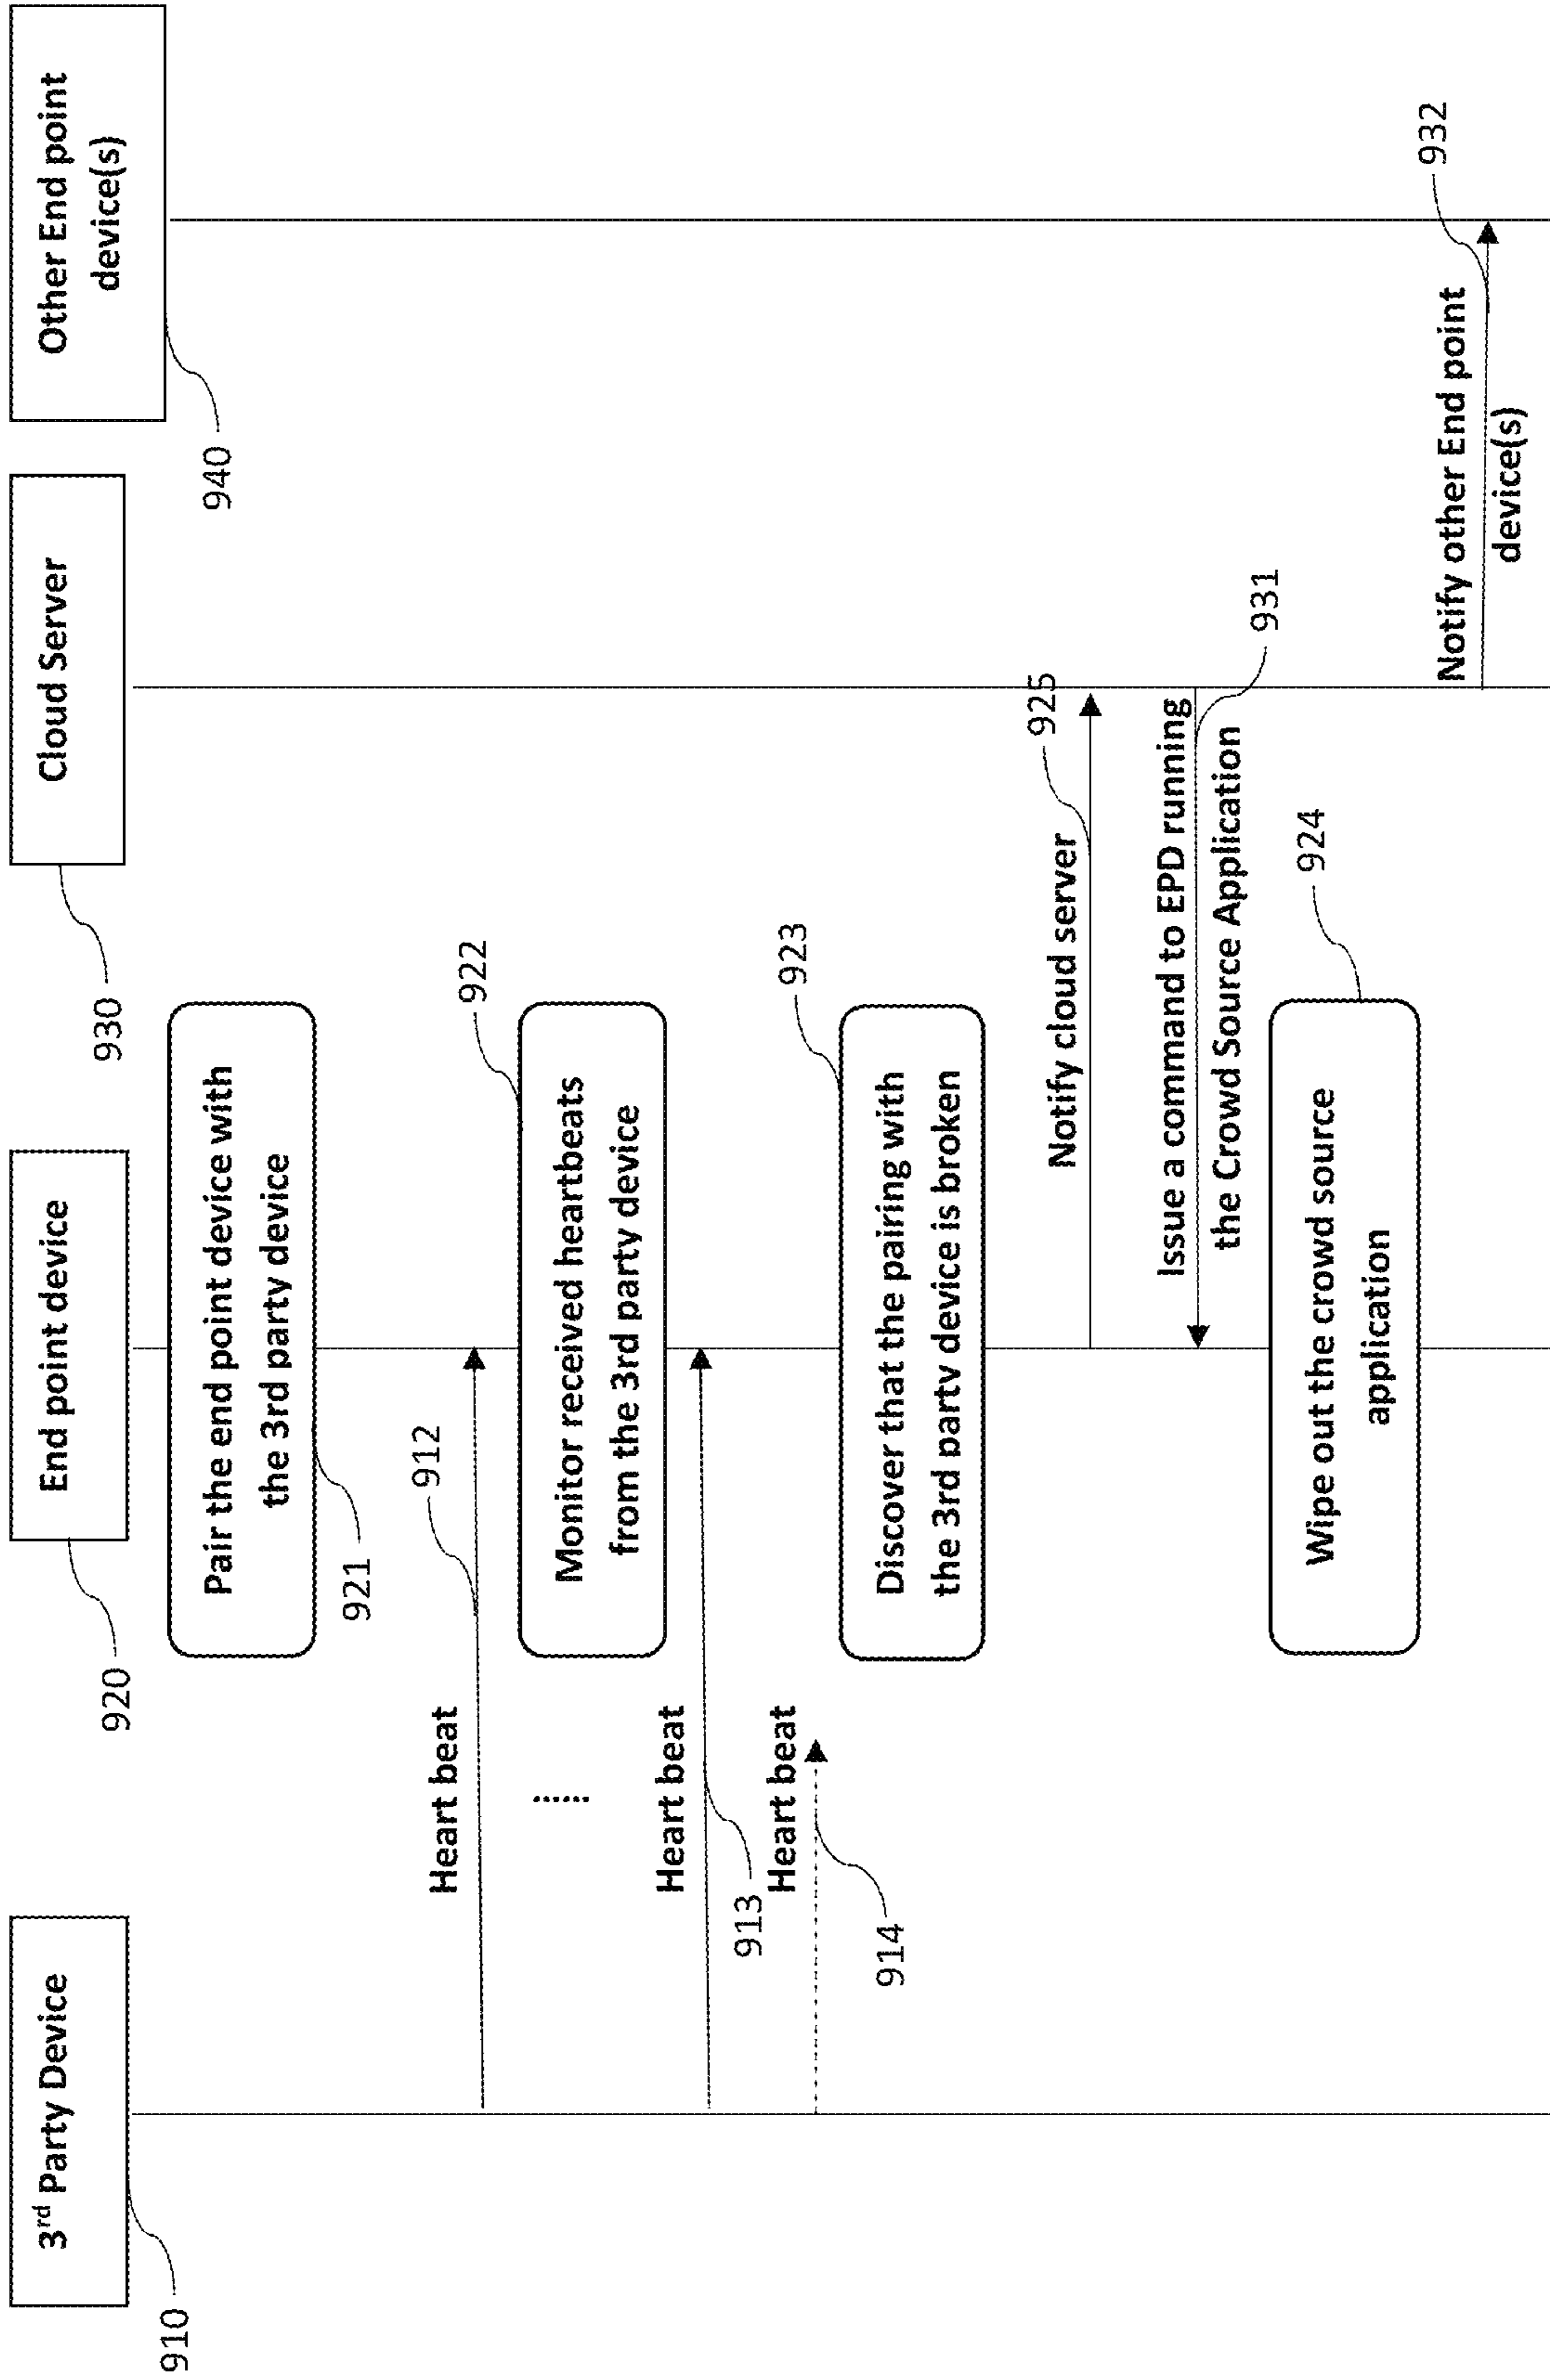 3rd Party Device
End point device
Cloud Server
Other End point
device(s)
910
920
930
940
Pair the end point device with
the 3rd party device
921
Heart beat
912
Monitor received heartbeats
from the 3rd party device
922
......
Heart beat
913
Heart beat
914
Discover that the pairing with
the 3rd party device is broken
923
Notify cloud server
925
Issue a command to EPD running
the Crowd Source Application
931
Wipe out the crowd source
application
924
Notify other End point
device(s)
932